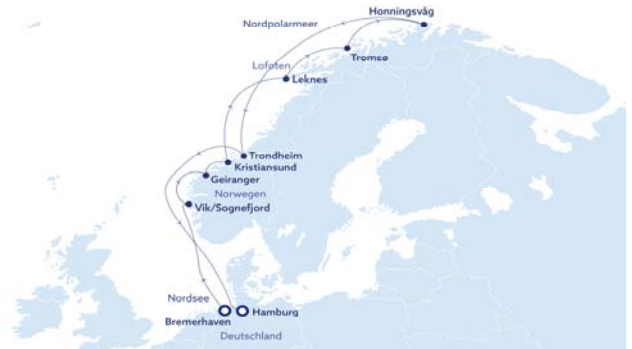 Honningsvåg
Nordpolarmeer
Tromsø
Lofoten
Leknes
Trondheim
Kristiansund
Geiranger
Norwegen
Vik/Sognefjord
Nordsee
Hamburg
Bremerhaven
Deutschland